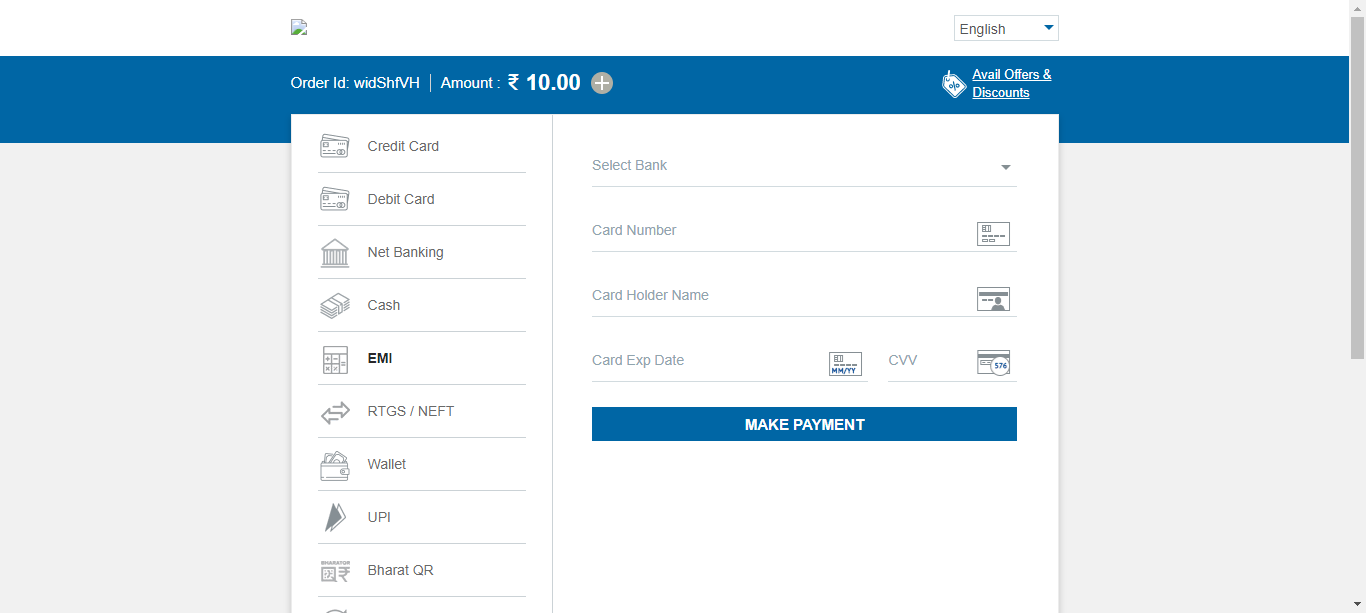 English
Order Id: widShfVH | Amount : ₹ 10.00
Avail Offers &
Discounts
Credit Card
Debit Card
Net Banking
Cash
EMI
RTGS / NEFT
Wallet
UPI
BHARATQR
Bharat QR
Select Bank
Card Number
Card Holder Name
Card Exp Date
MM/YY
CVV
576
MAKE PAYMENT